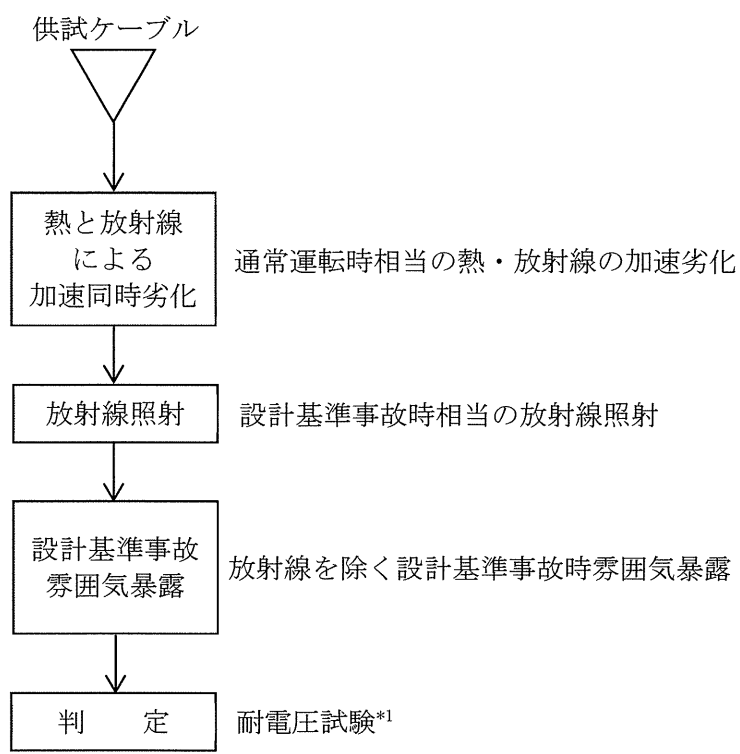 供試ケーブル
熱と放射線
による
加速同時劣化
通常運転時相当の熱・放射線の加速劣化
放射線照射
設計基準事故時相当の放射線照射
設計基準事故
雰囲気暴露
放射線を除く設計基準事故時雰囲気暴露
判　　定
耐電圧試験*1